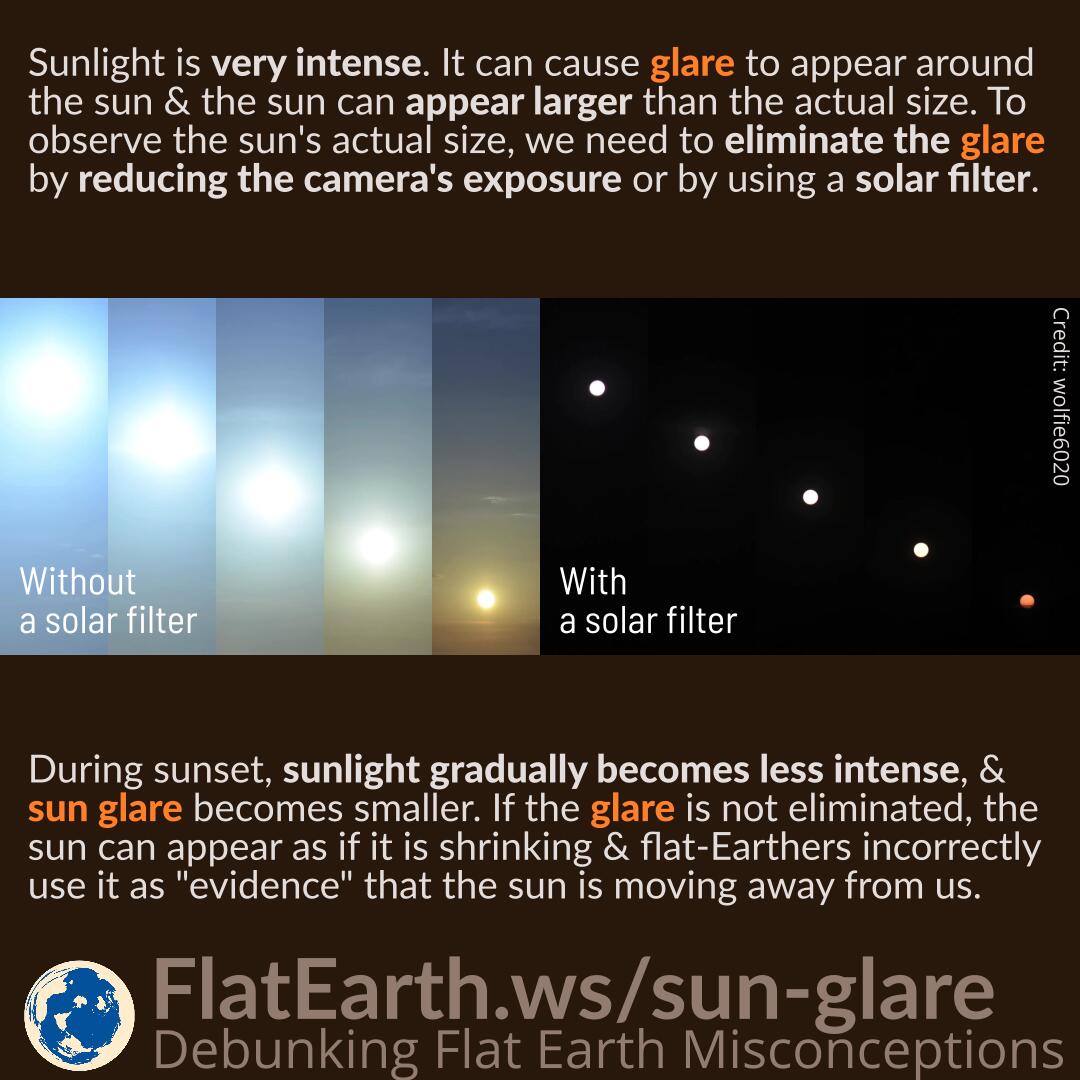 Sunlight is very intense. It can cause glare to appear around
the sun & the sun can appear larger than the actual size. To
observe the sun's actual size, we need to eliminate the glare
by reducing the camera's exposure or by using a solar filter.
Credit: wolfie6020
Without
a solar filter
With
a solar filter
During sunset, sunlight gradually becomes less intense, &
sun glare becomes smaller. If the glare is not eliminated, the
sun can appear as if it is shrinking & flat-Earthers incorrectly
use it as "evidence" that the sun is moving away from us.
FlatEarth.ws/sun-glare
Debunking Flat Earth Misconceptions